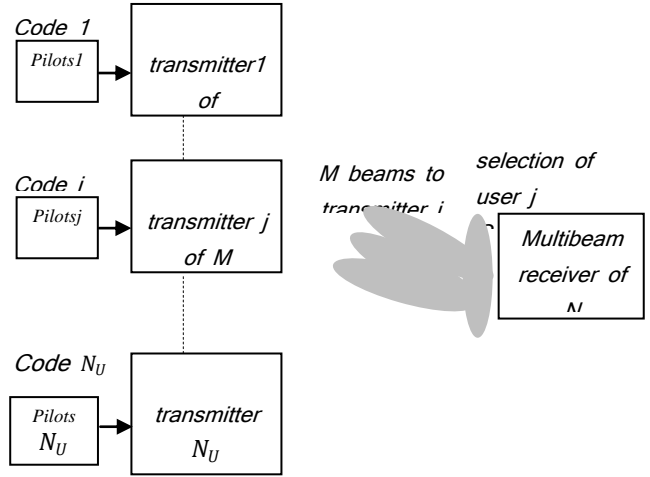 Code 1
Pilots1
transmitter1
of
Code j
Pilotsj
transmitter j
of M
M beams to
transmitter j
selection of
user j
Multibeam
receiver of
N
Code N_U
Pilots
N_U
transmitter
N_U